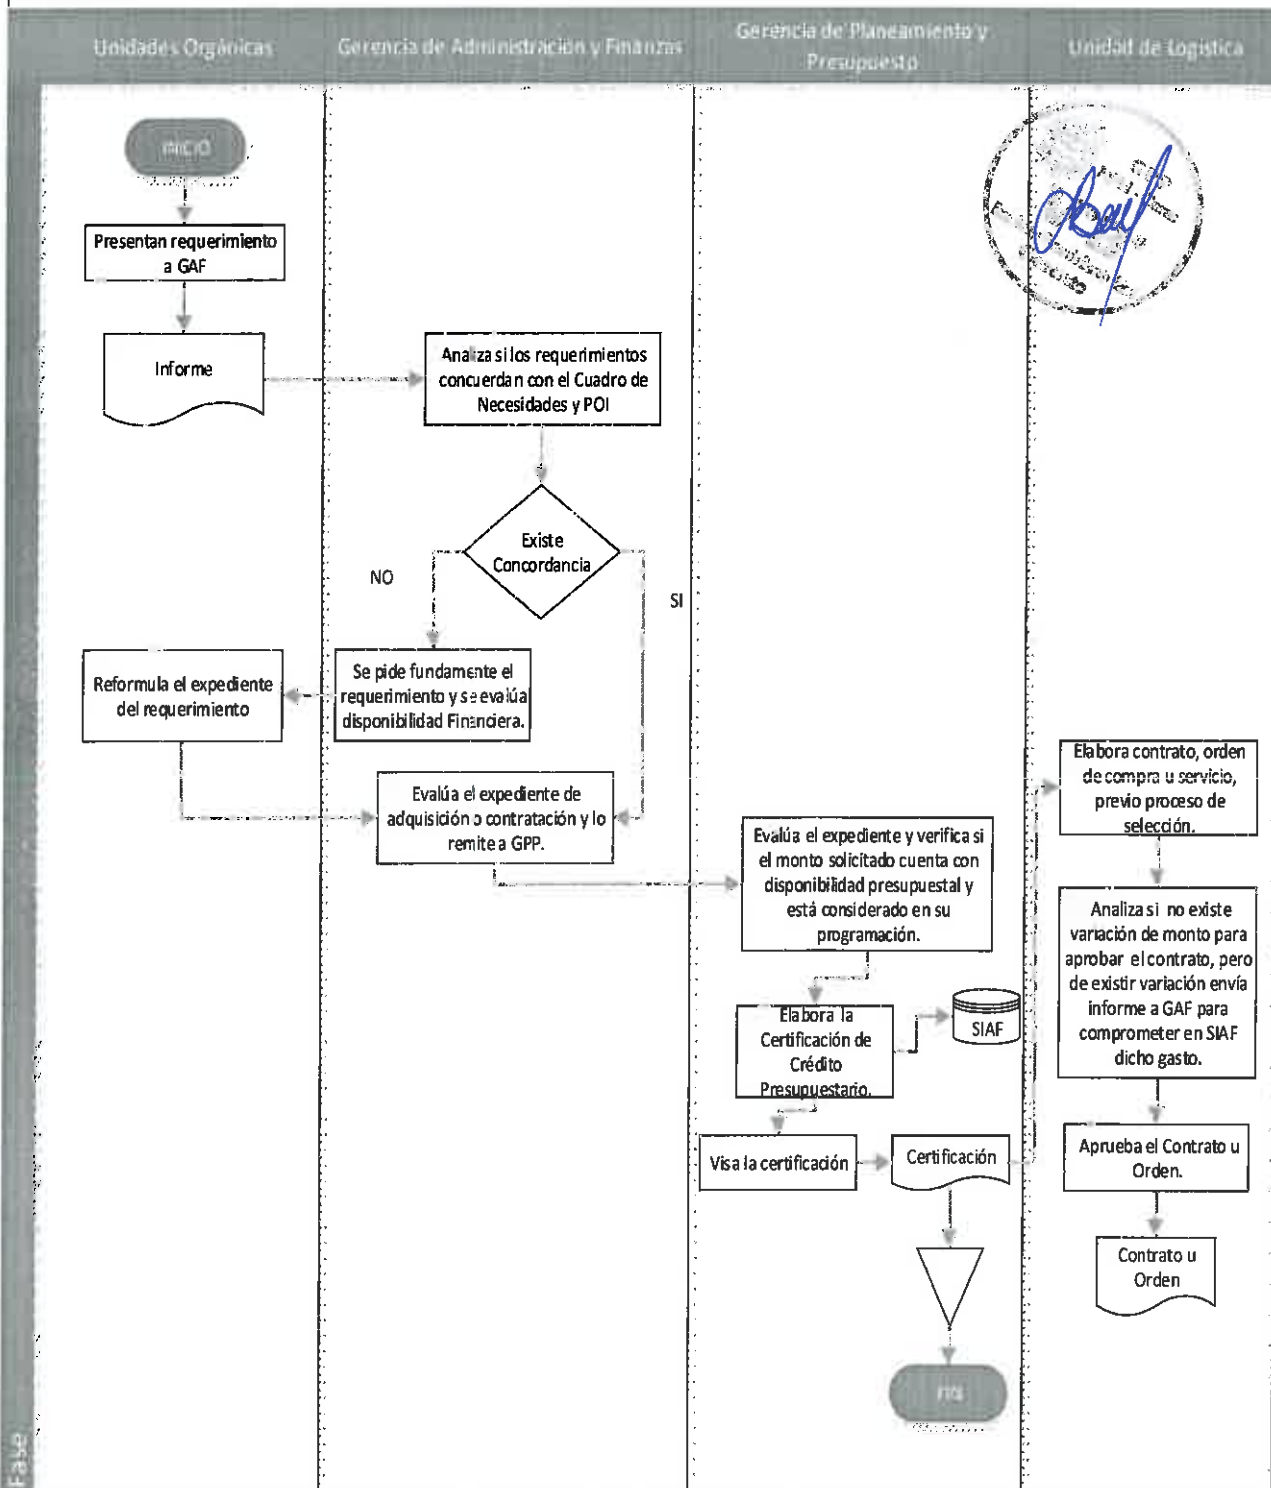 Unidades Orgánicas
Gerencia de Administración y Finanzas
Gerencia de Planeamiento y
Presupuesto
Unidad de Logística
INICIO
Presentan requerimiento
a GAF
Informe
Analiza si los requerimientos
concuerdan con el Cuadro de
Necesidades y POI
Existe
Concordancia
NO
SI
Se pide fundamente el
requerimiento y se evalúa
disponibilidad Financiera.
Reformula el expediente
del requerimiento
Evalúa el expediente de
adquisición o contratación y lo
remite a GPP.
Evalúa el expediente y verifica si
el monto solicitado cuenta con
disponibilidad presupuestal y
está considerado en su
programación.
Elabora la
Certificación de
Crédito
Presupuestario.
SIAF
Visa la certificación
Certificación
FIN
Elabora contrato, orden
de compra u servicio,
previo proceso de
selección.
Analiza si no existe
variación de monto para
aprobar el contrato, pero
de existir variación envía
informe a GAF para
comprometer en SIAF
dicho gasto.
Aprueba el Contrato u
Orden.
Contrato u
Orden
Fase